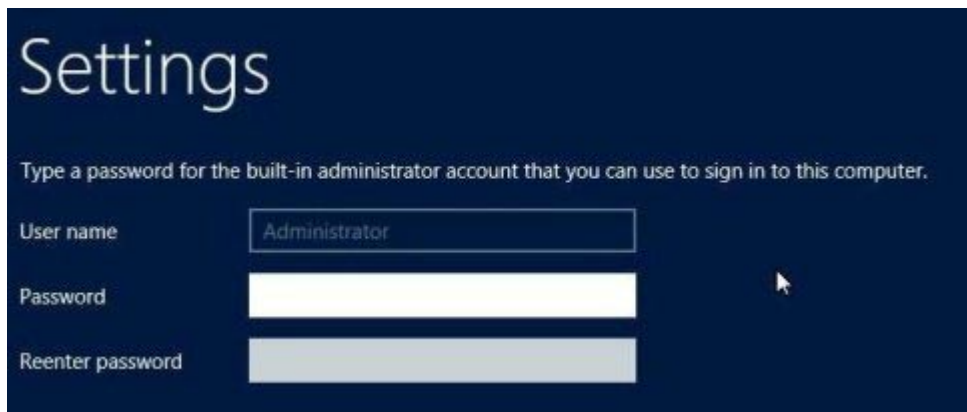 Settings
Type a password for the built-in administrator account that you can use to sign in to this computer.
User name
Administrator
Password
Reenter password